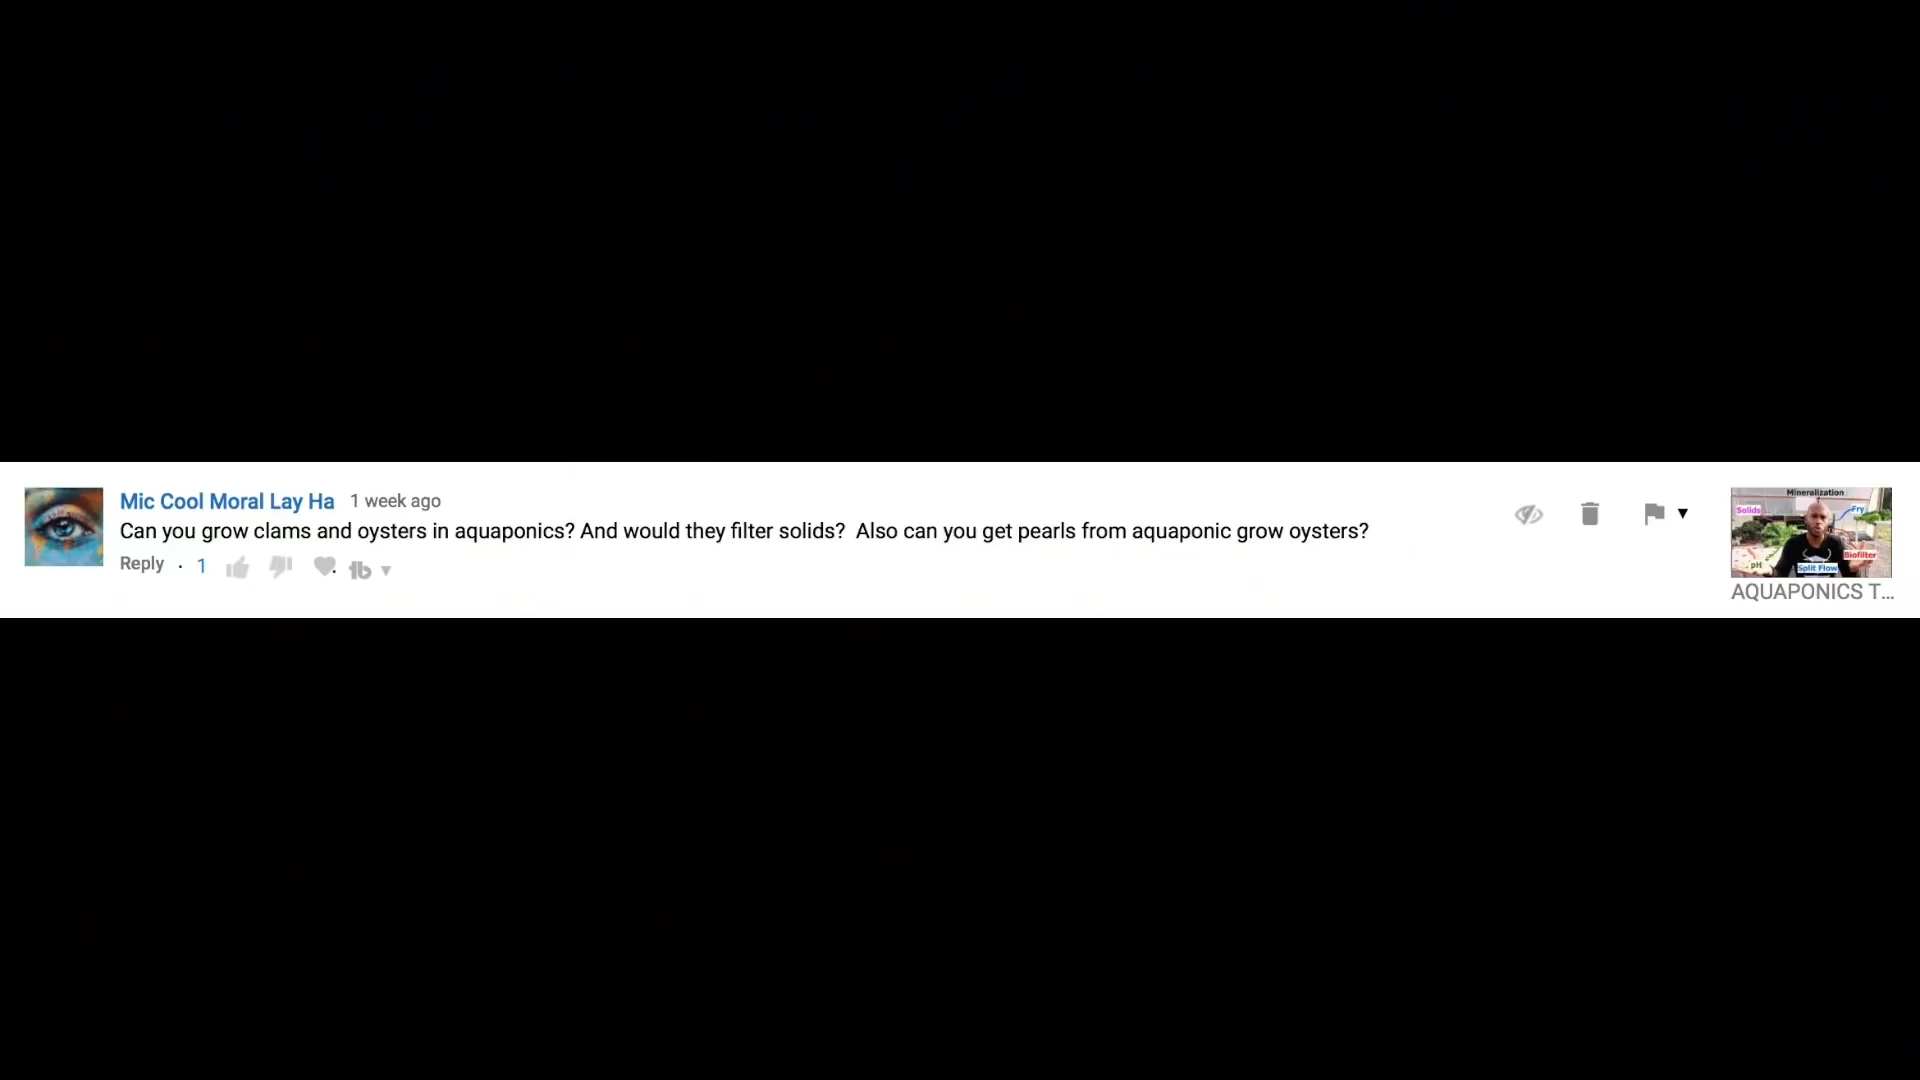 Mic Cool Moral Lay Ha 1 week ago
Can you grow clams and oysters in aquaponics? And would they filter solids?  Also can you get pearls from aquaponic grow oysters?
Reply · 1
Mineralization
Solids
Fry
Biofilter
pH
Split Flow
AQUAPONICS T...